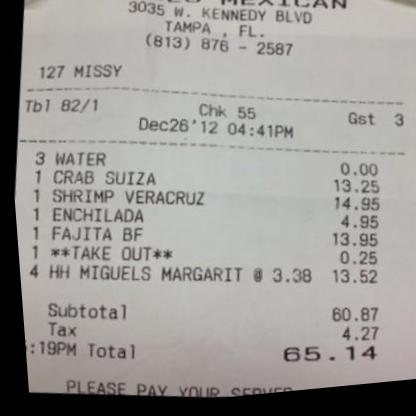 MEXICAN
3035 W. KENNEDY BLVD
TAMPA , FL.
(813) 876 - 2587
127 MISSY
Tbl 82/1 Chk 55 Gst 3
Dec26'12 04:41PM
3 WATER 0.00
1 CRAB SUIZA 13.25
1 SHRIMP VERACRUZ 14.95
1 ENCHILADA 4.95
1 FAJITA BF 13.95
1 **TAKE OUT** 0.25
4 HH MIGUELS MARGARIT @ 3.38 13.52
Subtotal 60.87
Tax 4.27
:19PM Total 65.14
PLEASE PAY YOUR SERVER